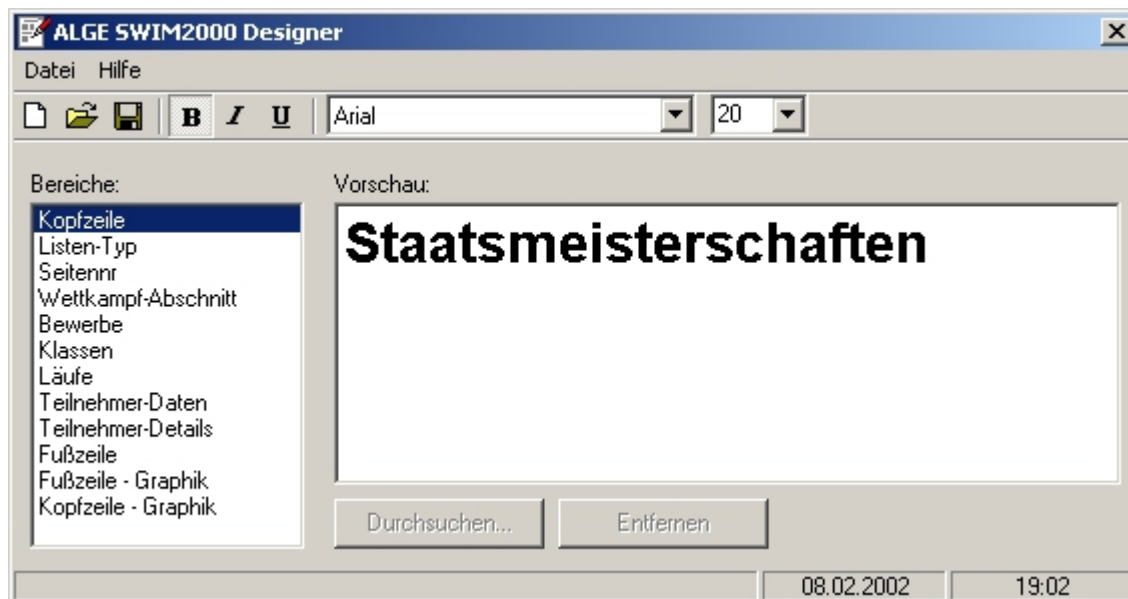 ALGE SWIM2000 Designer
Datei Hilfe
B I U Arial 20
Bereiche:
Kopfzeile
Listen-Typ
Seitennr
Wettkampf-Abschnitt
Bewerbe
Klassen
Läufe
Teilnehmer-Daten
Teilnehmer-Details
Fußzeile
Fußzeile - Graphik
Kopfzeile - Graphik
Vorschau:
Staatsmeisterschaften
Durchsuchen... Entfernen
08.02.2002 19:02